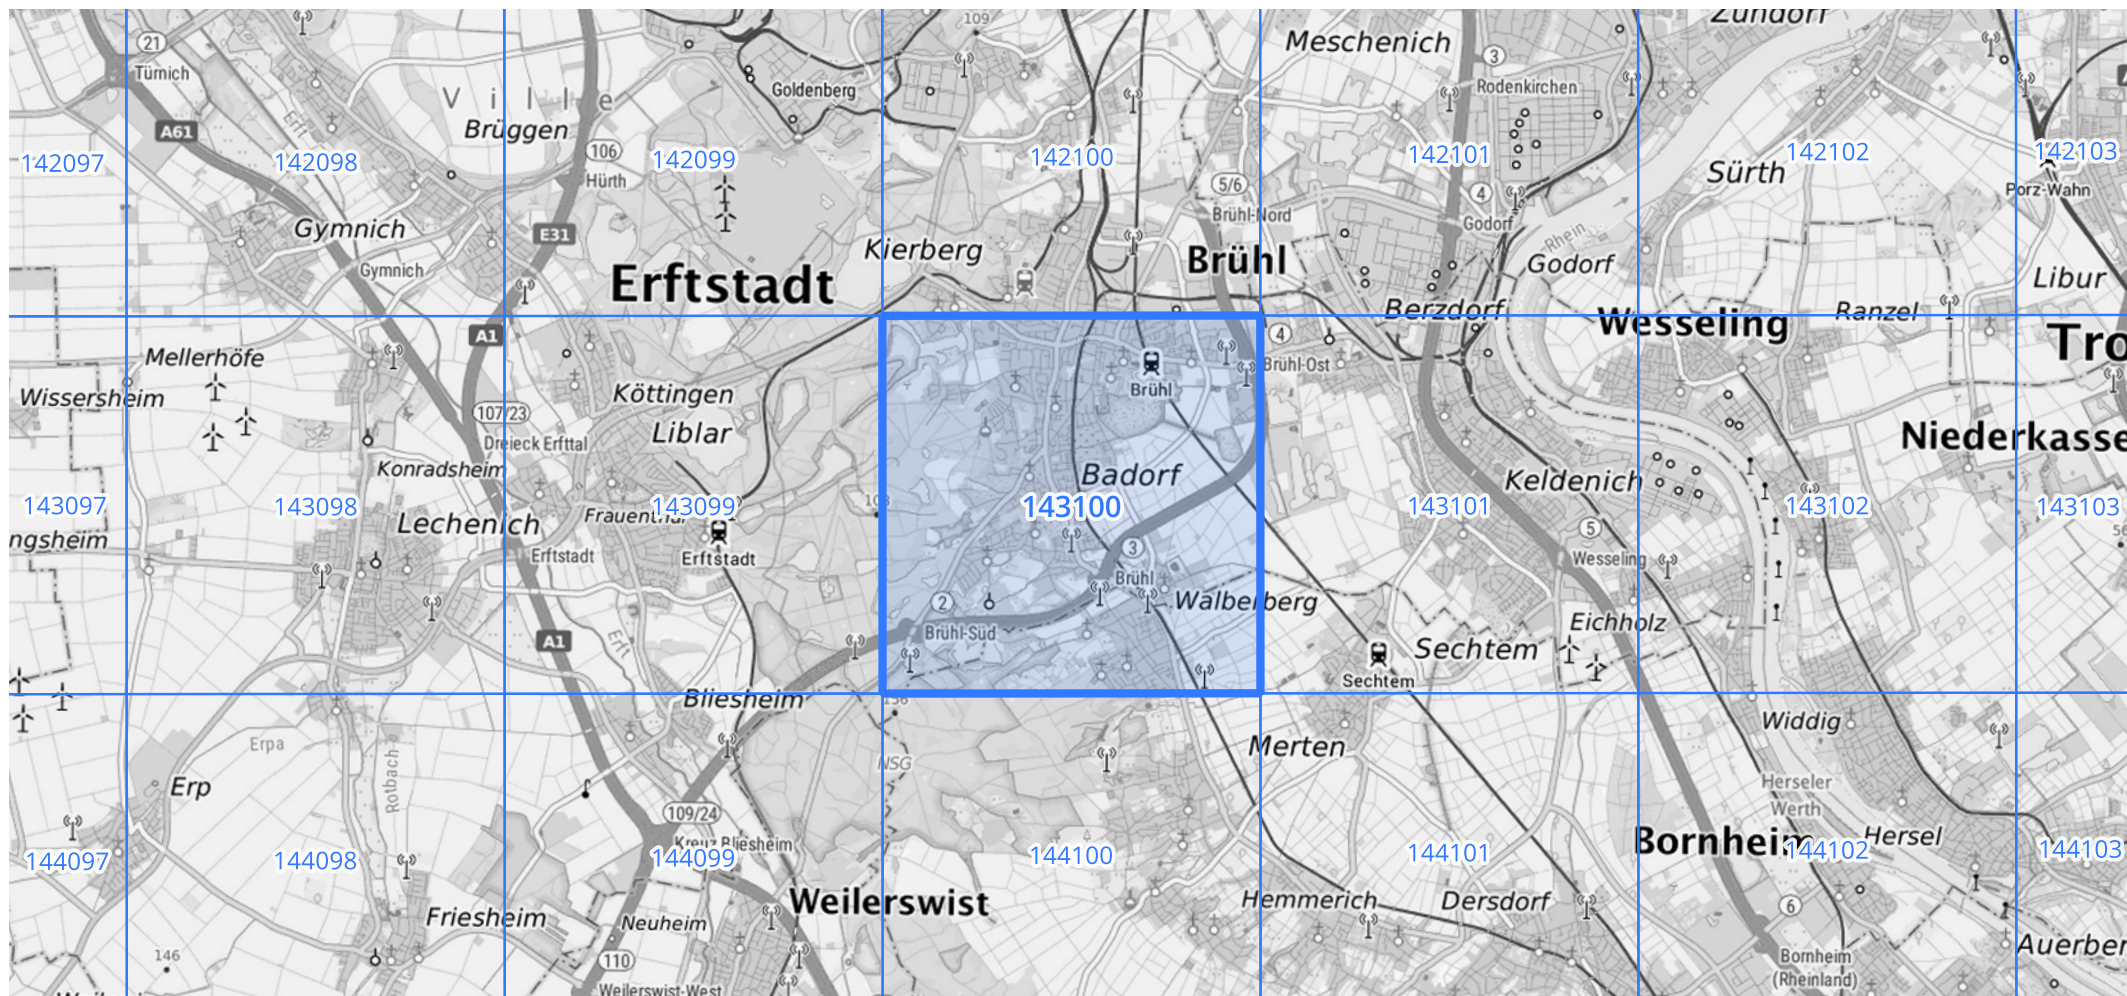 109
Zündorf
21
Türnich
Ville
Brüggen
Goldenberg
Meschenich
3
Rodenkirchen
A61
Erft
142097
142098
106
Hürth
142099
142100
142101
142102
142103
Porz-Wahn
Sürth
5/6
Brühl-Nord
4
Godorf
Rhein
Gymnich
Gymnich
E31
Kierberg
Brühl
Godorf
Erftstadt
Libur
Berzdorf
Wesseling
Ranzel
A1
4
Brühl-Ost
Tro
Mellerhöfe
Wissersheim
Köttingen
Brühl
107/23
Dreieck Erfttal
Liblar
Niederkasse
Konradsheim
Badorf
Keldenich
143097
143098
143099
143100
143101
143102
143103
Frauenthal
Lechenich
ngsheim
Erftstadt
Erftstadt
3
Brühl
5
Wesseling
2
Brühl-Süd
Walberberg
Eichholz
A1
Erft
Sechtem
Sechtem
Bliesheim
156
Widdig
Merten
Erpa
Rotbach
NSG
Erp
Herseler
Werth
109/24
Kreuz Bliesheim
Bornheim
Hersel
144097
144098
144099
144100
144101
144102
144103
Weilerswist
Hemmerich
Dersdorf
6
Friesheim
Neuheim
Auerber
146
110
Bornheim
(Rheinland)
Weilerswist-West